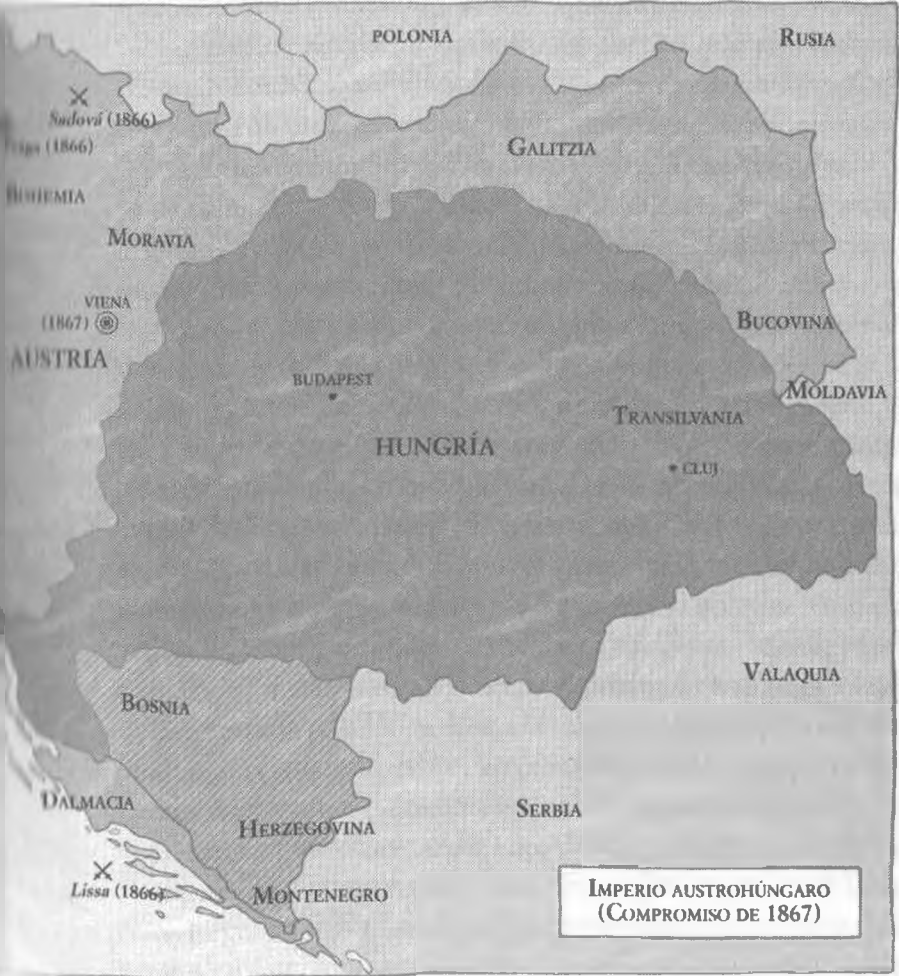 POLONIA
RUSIA
Sadová (1866)
(1866)
GALITZIA
BOHEMIA
MORAVIA
VIENA
(1867)
BUCOVINA
AUSTRIA
BUDAPEST
MOLDAVIA
TRANSILVANIA
HUNGRÍA
CLUJ
VALAQUIA
BOSNIA
DALMACIA
SERBIA
HERZEGOVINA
Lissa (1866)
MONTENEGRO
IMPERIO AUSTROHÚNGARO
(COMPROMISO DE 1867)